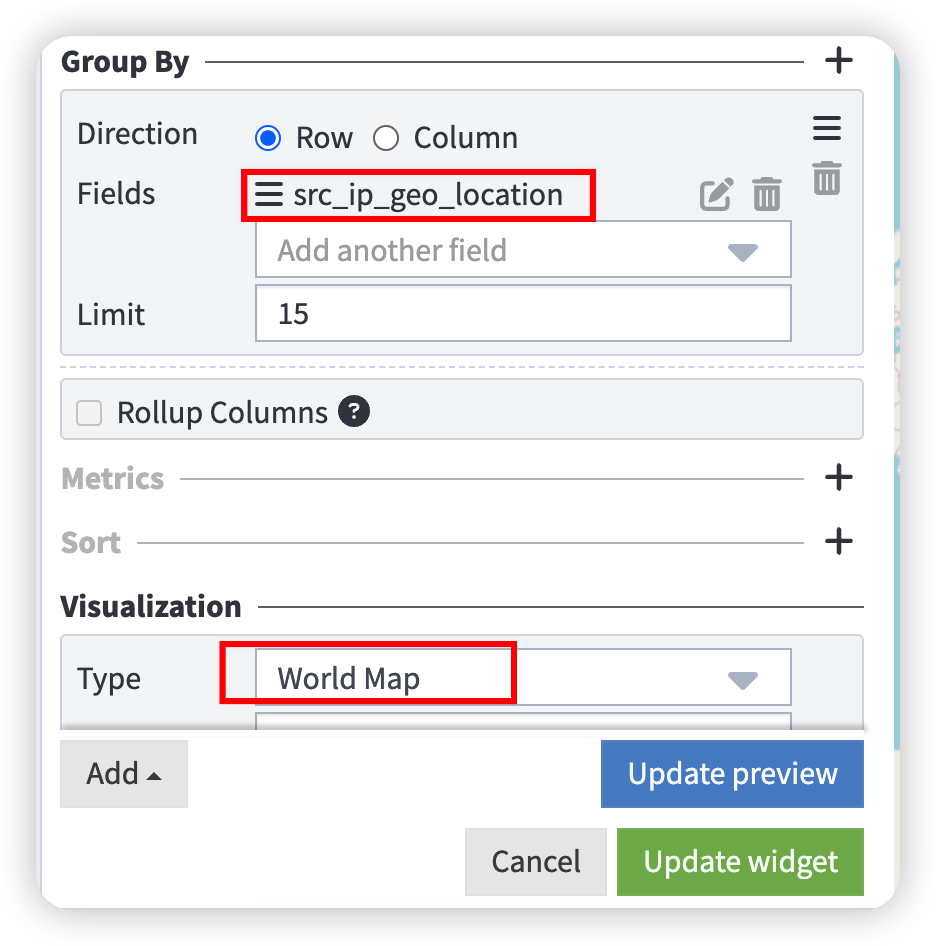 Group By
Direction Row Column
Fields src_ip_geo_location
Add another field
Limit 15
Rollup Columns ?
Metrics
Sort
Visualization
Type World Map
Add Update preview
Cancel Update widget